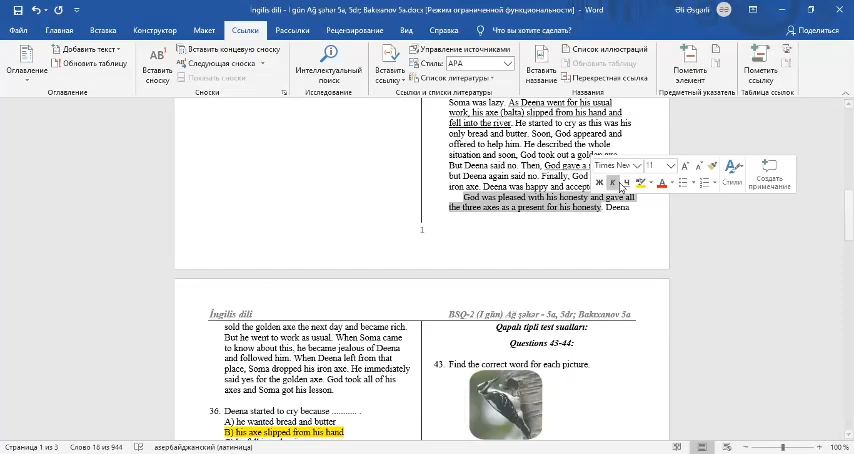 İngilis dili - I gün Ağ şəhər 5a, 5dr; Bakıxanov 5a.docx [Режим ограниченной функциональности] - Word
Əli Əsgərli
ƏƏ
Файл Главная Вставка Конструктор Макет Ссылки Рассылки Рецензирование Вид Справка Что вы хотите сделать? Поделиться
Оглавление
Добавить текст
Обновить таблицу
Оглавление
AB¹
Вставить сноску
Вставить концевую сноску
Следующая сноска
Показать сноски
Сноски
Интеллектуальный поиск
Исследование
Вставить ссылку
Управление источниками
Стиль: APA
Список литературы
Ссылки и списки литературы
Вставить название
Список иллюстраций
Обновить таблицу
Перекрестная ссылка
Названия
Пометить элемент
Предметный указатель
Пометить ссылку
Таблица ссылок
Soma was lazy. As Deena went for his usual
work, his axe (balta) slipped from his hand and
fell into the river. He started to cry as this was his
only bread and butter. Soon, God appeared and
offered to help him. He described the whole
situation and soon, God took out a golden axe.
But Deena said no. Then, God gave a
but Deena again said no. Finally, God
iron axe. Deena was happy and
God was pleased with his honesty and gave all
the three axes as a present for his honesty. Deena
Times New 11
Ж К Ч
Стили
Создать примечание
1
İngilis dili
BSQ-2 (I gün) Ağ şəhər - 5a, 5dr; Bakıxanov 5a
sold the golden axe the next day and became rich.
But he went to work as usual. When Soma came
to know about this, he became jealous of Deena
and followed him. When Deena left from that
place, Soma dropped his iron axe. He immediately
said yes for the golden axe. God took all of his
axes and Soma got his lesson.
36. Deena started to cry because ............ .
A) he wanted bread and butter
B) his axe slipped from his hand
Qapalı tipli test sualları:
Questions 43-44:
43. Find the correct word for each picture.
Страница 1 из 3 Слово 18 из 944 азербайджанский (латиница) 100 %